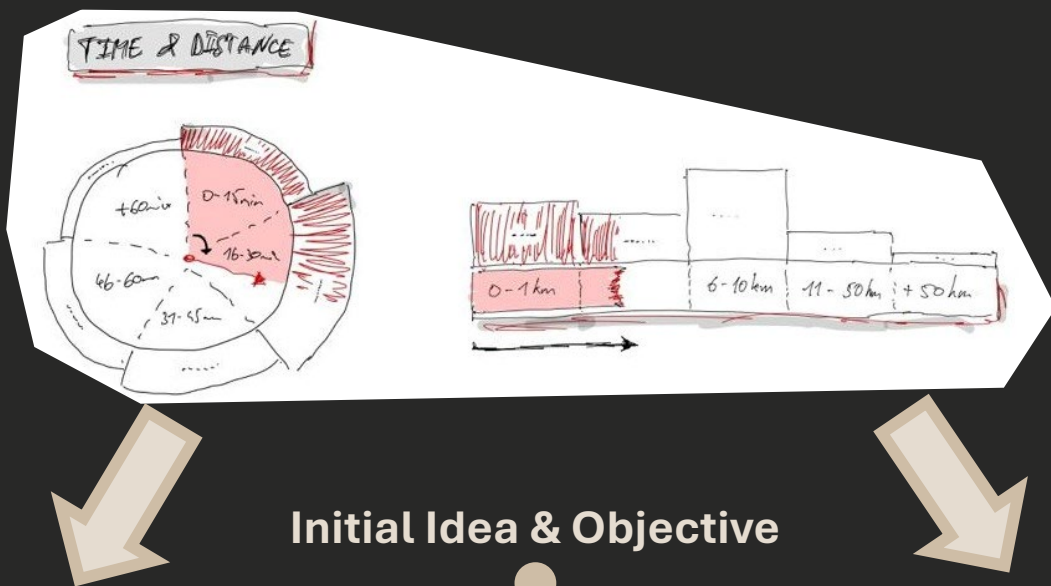 TIME & DISTANCE
+60min
0-15min
16-30min
46-60min
31-45min
0-1km
6-10km
11-50km
+50km
Initial Idea & Objective